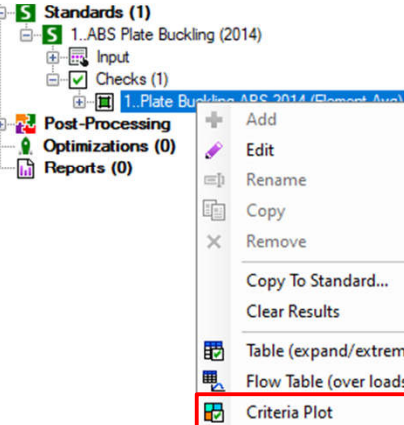 Standards (1)
1..ABS Plate Buckling (2014)
Input
Checks (1)
1..Plate Buckling ABS 2014 (Element Avg)
Post-Processing
Optimizations (0)
Reports (0)
Add
Edit
Rename
Copy
Remove
Copy To Standard...
Clear Results
Table (expand/extrem
Flow Table (over loads
Criteria Plot